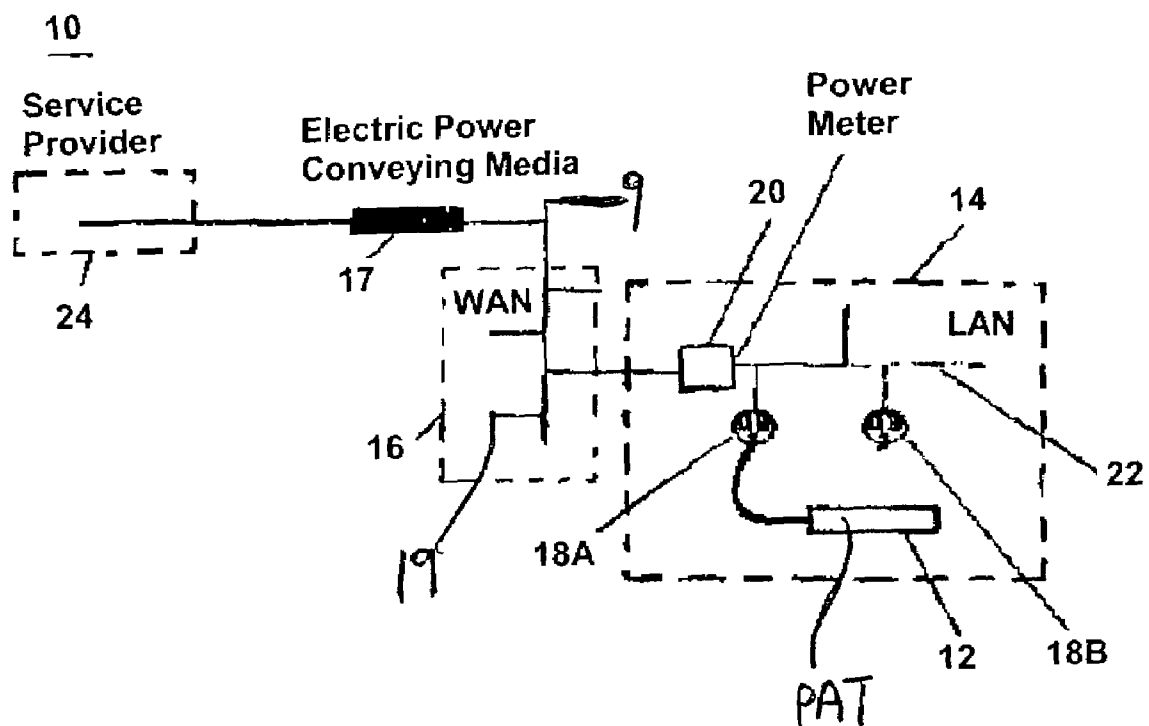 10
Service
Provider
Electric Power
Conveying Media
Power
Meter
9
20
14
24
17
WAN
LAN
16
22
18A
19
12
18B
PAT